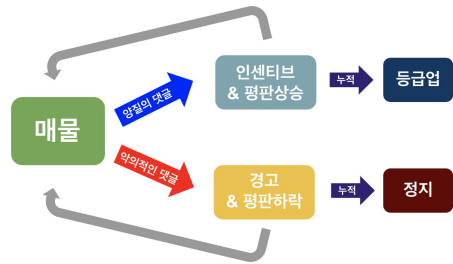 매물
양질의 댓글
인센티브
& 평판상승
누적
등급업
악의적인 댓글
경고
& 평판하락
누적
정지